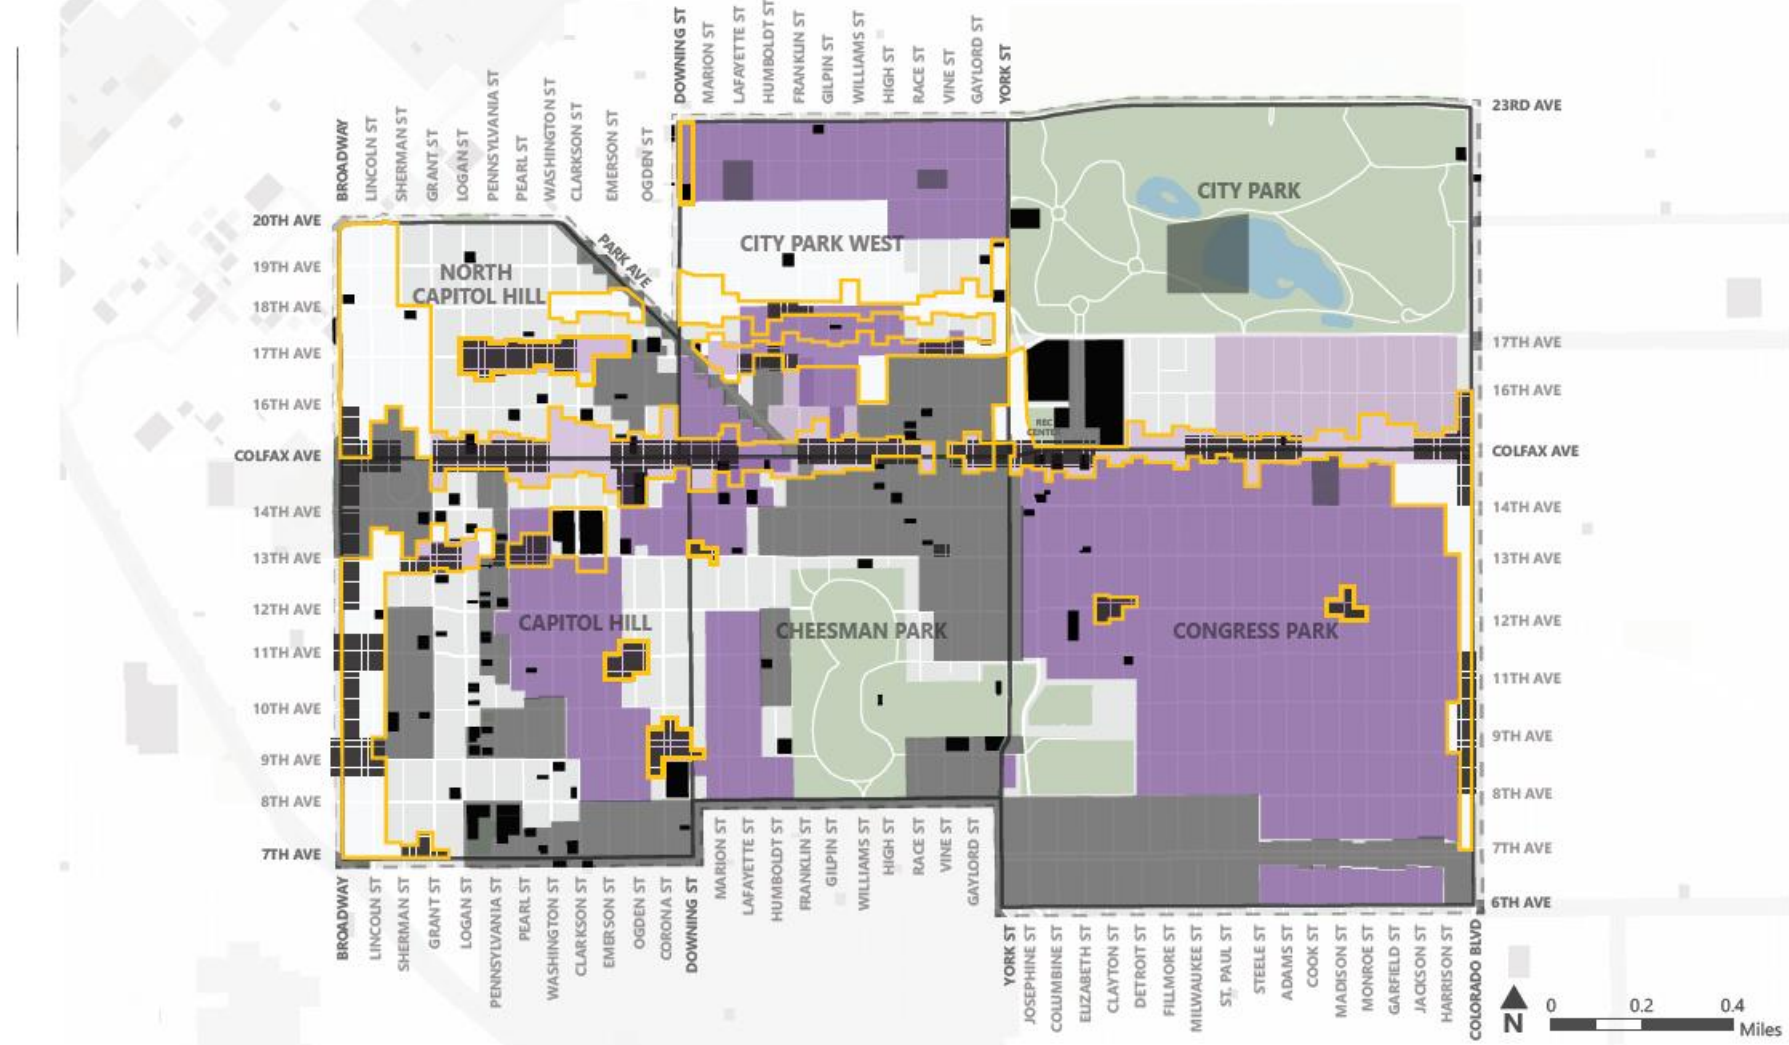 DOWNING ST
MARION ST
LAFAYETTE ST
HUMBOLDT ST
FRANKLIN ST
GILPIN ST
WILLIAMS ST
HIGH ST
RACE ST
VINE ST
GAYLORD ST
YORK ST
BROADWAY
LINCOLN ST
SHERMAN ST
GRANT ST
LOGAN ST
PENNSYLVANIA ST
PEARL ST
WASHINGTON ST
CLARKSON ST
EMERSON ST
OGDEN ST
PARK AVE
23RD AVE
20TH AVE
19TH AVE
18TH AVE
17TH AVE
16TH AVE
COLFAX AVE
14TH AVE
13TH AVE
12TH AVE
11TH AVE
10TH AVE
9TH AVE
8TH AVE
7TH AVE
NORTH
CAPITOL HILL
CITY PARK WEST
CITY PARK
REC
CENTER
CAPITOL HILL
CHEESMAN PARK
CONGRESS PARK
17TH AVE
16TH AVE
COLFAX AVE
14TH AVE
13TH AVE
12TH AVE
11TH AVE
9TH AVE
8TH AVE
7TH AVE
6TH AVE
BROADWAY
LINCOLN ST
SHERMAN ST
GRANT ST
LOGAN ST
PENNSYLVANIA ST
PEARL ST
WASHINGTON ST
CLARKSON ST
EMERSON ST
OGDEN ST
CORONA ST
DOWNING ST
MARION ST
LAFAYETTE ST
HUMBOLDT ST
FRANKLIN ST
GILPIN ST
WILLIAMS ST
HIGH ST
RACE ST
VINE ST
GAYLORD ST
YORK ST
JOSEPHINE ST
COLUMBINE ST
ELIZABETH ST
CLAYTON ST
DETROIT ST
FILLMORE ST
MILWAUKEE ST
ST. PAUL ST
STEELE ST
ADAMS ST
COOK ST
MADISON ST
MONROE ST
GARFIELD ST
JACKSON ST
HARRISON ST
COLORADO BLVD
N
0 0.2 0.4
Miles